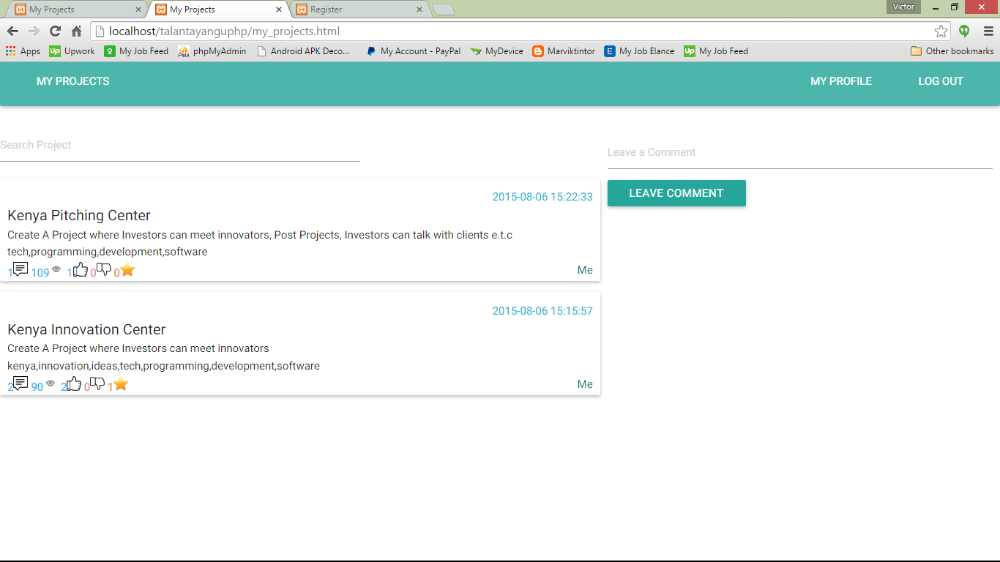 My Projects
My Projects
Register
Victor
localhost/talantayanguphp/my_projects.html
Apps
Upwork
My Job Feed
phpMyAdmin
Android APK Deco...
My Account - PayPal
MyDevice
Marviktintor
My Job Elance
My Job Feed
Other bookmarks
MY PROJECTS
MY PROFILE
LOG OUT
Search Project
Leave a Comment
LEAVE COMMENT
2015-08-06 15:22:33
Kenya Pitching Center
Create A Project where Investors can meet innovators, Post Projects, Investors can talk with clients e.t.c
tech,programming,development,software
1 109 1 0 0
Me
2015-08-06 15:15:57
Kenya Innovation Center
Create A Project where Investors can meet innovators
kenya,innovation,ideas,tech,programming,development,software
2 90 2 0 1
Me